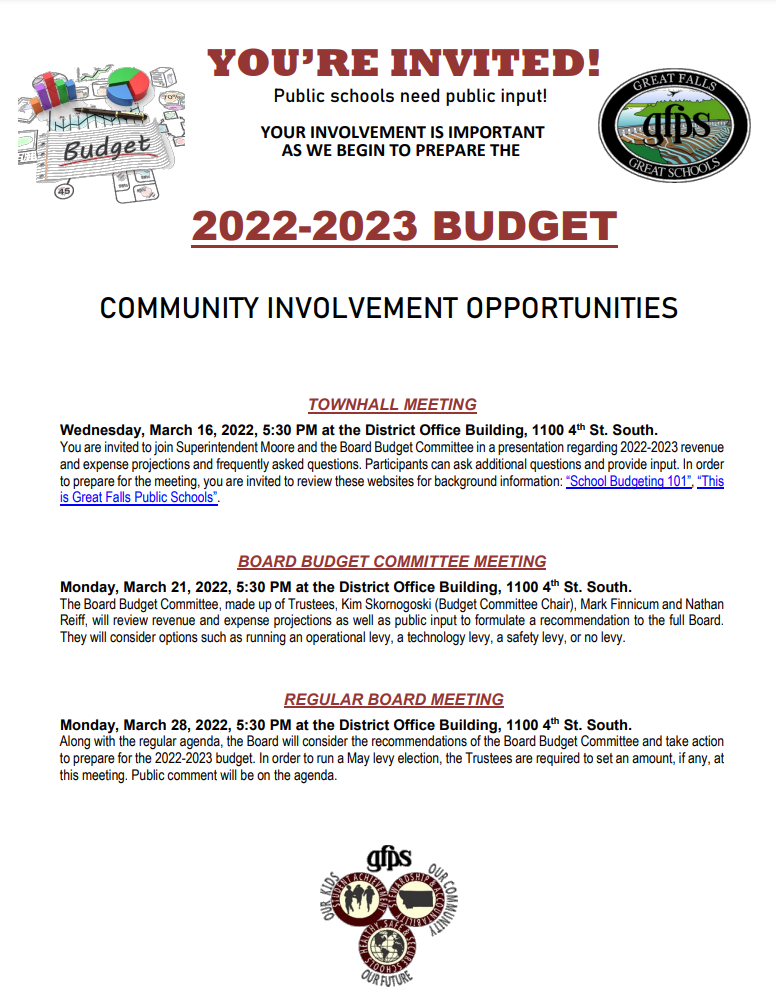 YOU'RE INVITED!
Public schools need public input!
YOUR INVOLVEMENT IS IMPORTANT
AS WE BEGIN TO PREPARE THE
Budget
70%
45
GREAT FALLS
gfps
GREAT SCHOOLS
2022-2023 BUDGET
COMMUNITY INVOLVEMENT OPPORTUNITIES
TOWNHALL MEETING
Wednesday, March 16, 2022, 5:30 PM at the District Office Building, 1100 4th St. South.
You are invited to join Superintendent Moore and the Board Budget Committee in a presentation regarding 2022-2023 revenue
and expense projections and frequently asked questions. Participants can ask additional questions and provide input. In order
to prepare for the meeting, you are invited to review these websites for background information: “School Budgeting 101”, “This
is Great Falls Public Schools”.
BOARD BUDGET COMMITTEE MEETING
Monday, March 21, 2022, 5:30 PM at the District Office Building, 1100 4th St. South.
The Board Budget Committee, made up of Trustees, Kim Skornogoski (Budget Committee Chair), Mark Finnicum and Nathan
Reiff, will review revenue and expense projections as well as public input to formulate a recommendation to the full Board.
They will consider options such as running an operational levy, a technology levy, a safety levy, or no levy.
REGULAR BOARD MEETING
Monday, March 28, 2022, 5:30 PM at the District Office Building, 1100 4th St. South.
Along with the regular agenda, the Board will consider the recommendations of the Board Budget Committee and take action
to prepare for the 2022-2023 budget. In order to run a May levy election, the Trustees are required to set an amount, if any, at
this meeting. Public comment will be on the agenda.
gfps
OUR KIDS
STUDENT ACHIEVEMENT
STEWARDSHIP & ACCOUNTABILITY
OUR COMMUNITY
HEALTHY, SAFE & SECURE SCHOOLS
OUR FUTURE